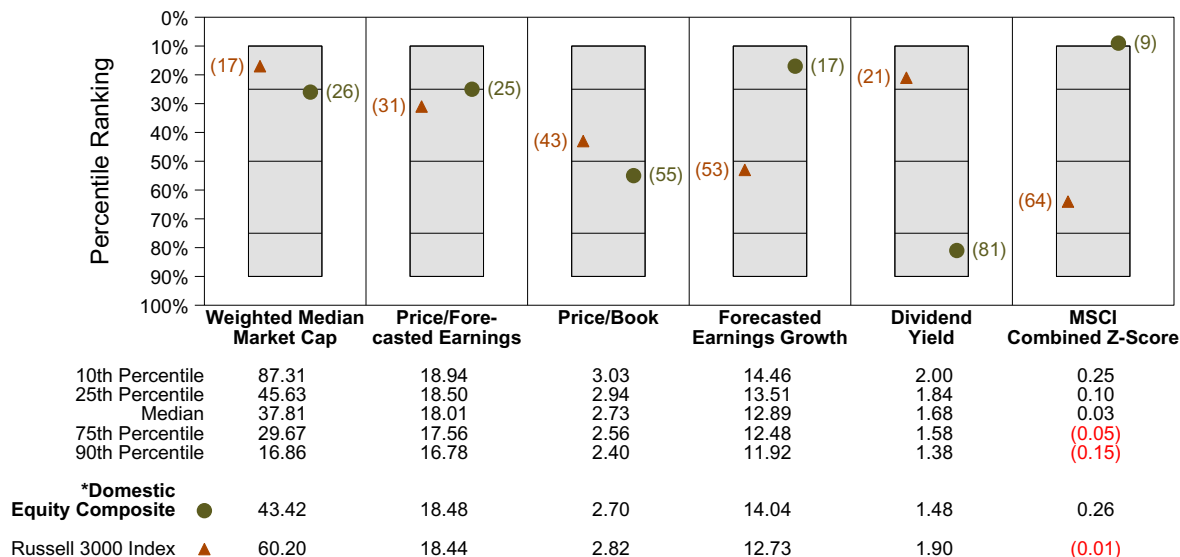 0%
10%
20%
30%
40%
50%
60%
70%
80%
90%
100%
Percentile Ranking
(17)
(26)
(31)
(25)
(43)
(55)
(53)
(17)
(21)
(81)
(64)
(9)
Weighted Median
Market Cap
Price/Fore-
casted Earnings
Price/Book
Forecasted
Earnings Growth
Dividend
Yield
MSCI
Combined Z-Score
10th Percentile 87.31 18.94 3.03 14.46 2.00 0.25
25th Percentile 45.63 18.50 2.94 13.51 1.84 0.10
Median 37.81 18.01 2.73 12.89 1.68 0.03
75th Percentile 29.67 17.56 2.56 12.48 1.58 (0.05)
90th Percentile 16.86 16.78 2.40 11.92 1.38 (0.15)
*Domestic
Equity Composite 43.42 18.48 2.70 14.04 1.48 0.26
Russell 3000 Index 60.20 18.44 2.82 12.73 1.90 (0.01)